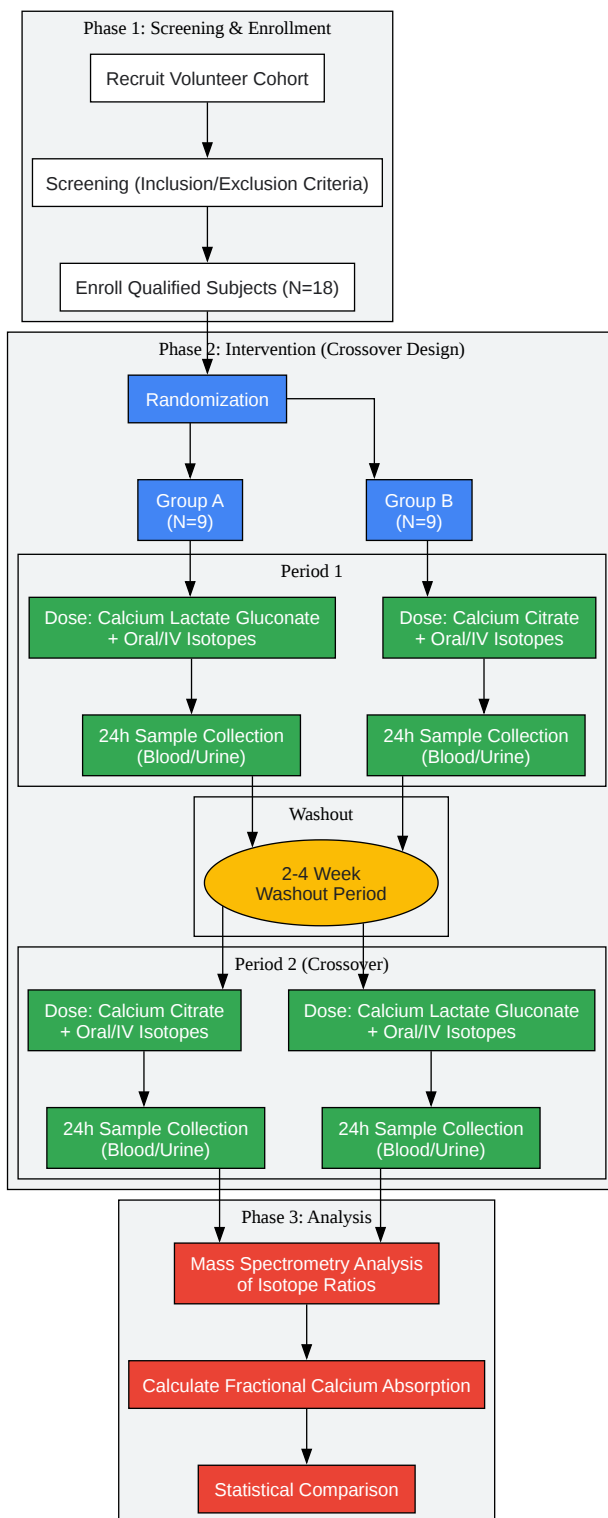 Phase 1: Screening & Enrollment
Recruit Volunteer Cohort
Screening (Inclusion/Exclusion Criteria)
Enroll Qualified Subjects (N=18)
Phase 2: Intervention (Crossover Design)
Randomization
Group A
(N=9)
Group B
(N=9)
Period 1
Dose: Calcium Lactate Gluconate
+ Oral/IV Isotopes
Dose: Calcium Citrate
+ Oral/IV Isotopes
24h Sample Collection
(Blood/Urine)
24h Sample Collection
(Blood/Urine)
Washout
2-4 Week
Washout Period
Period 2 (Crossover)
Dose: Calcium Citrate
+ Oral/IV Isotopes
Dose: Calcium Lactate Gluconate
+ Oral/IV Isotopes
24h Sample Collection
(Blood/Urine)
24h Sample Collection
(Blood/Urine)
Phase 3: Analysis
Mass Spectrometry Analysis
of Isotope Ratios
Calculate Fractional Calcium Absorption
Statistical Comparison